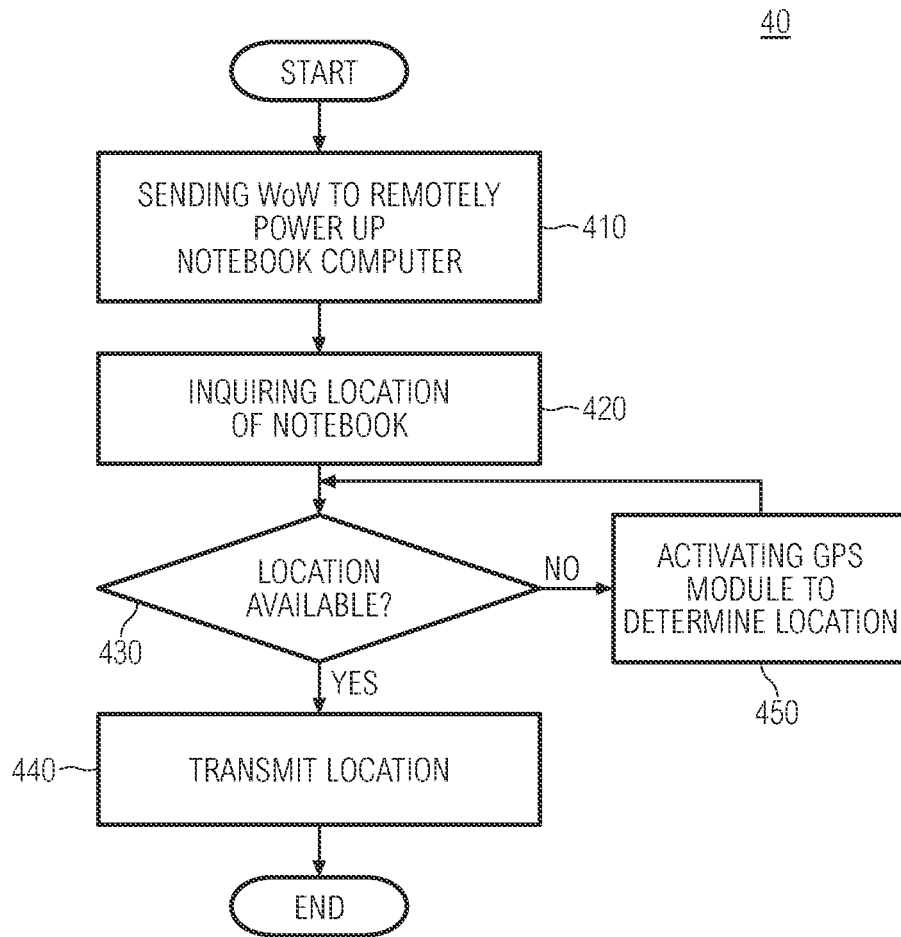 40
START
SENDING WoW TO REMOTELY
POWER UP
NOTEBOOK COMPUTER
410
INQUIRING LOCATION
OF NOTEBOOK
420
LOCATION
AVAILABLE?
430
NO
ACTIVATING GPS
MODULE TO
DETERMINE LOCATION
450
YES
440
TRANSMIT LOCATION
END